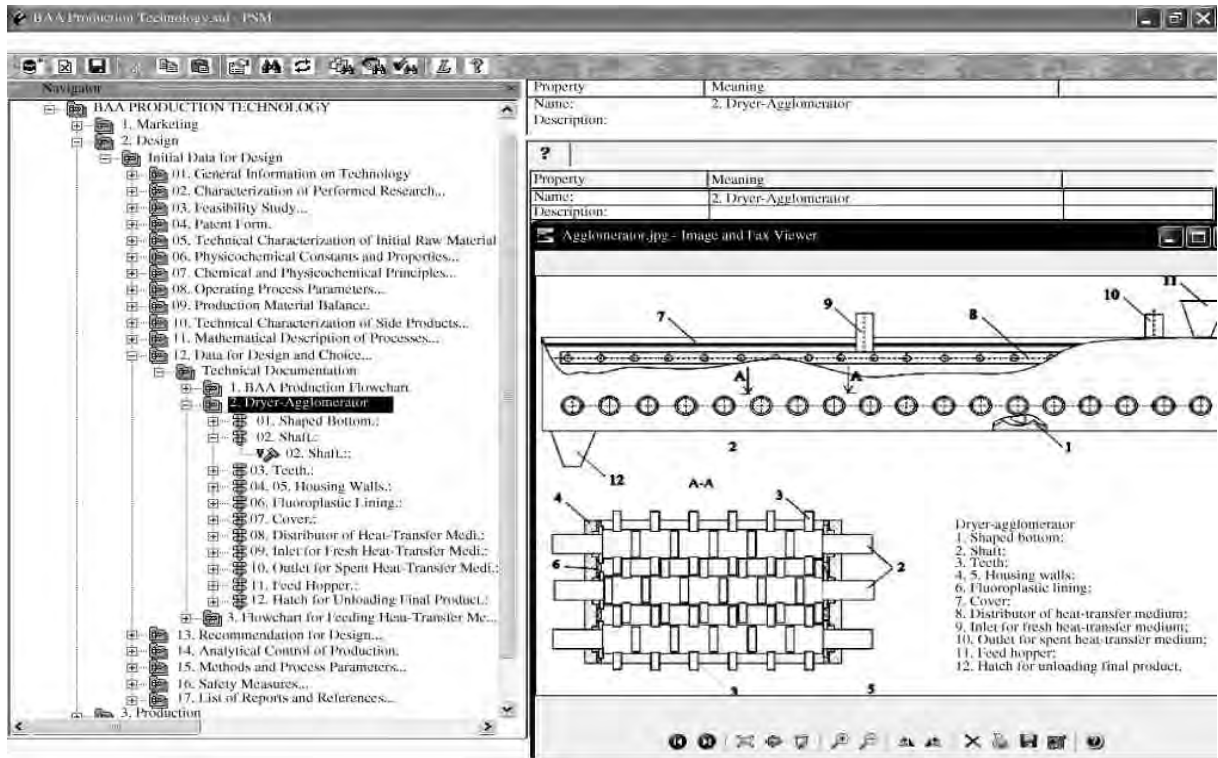 BAA Production Technology.std - PSM
Navigator
BAA PRODUCTION TECHNOLOGY
1. Marketing
2. Design
Initial Data for Design
01. General Information on Technology
02. Characterization of Performed Research...
03. Feasibility Study...
04. Patent Form.
05. Technical Characterization of Initial Raw Material
06. Physicochemical Constants and Properties...
07. Chemical and Physicochemical Principles...
08. Operating Process Parameters...
09. Production Material Balance.
10. Technical Characterization of Side Products...
11. Mathematical Description of Processes...
12. Data for Design and Choice...
Technical Documentation
1. BAA Production Flowchart
2. Dryer-Agglomerator
01. Shaped Bottom.:
02. Shaft.:
02. Shaft.::
03. Teeth.:
04. 05. Housing Walls.:
06. Fluoroplastic Lining.:
07. Cover.:
08. Distributor of Heat-Transfer Medi.:
09. Inlet for Fresh Heat-Transfer Medi.:
10. Outlet for Spent Heat-Transfer Medi.:
11. Feed Hopper.:
12. Hatch for Unloading Final Product.:
3. Flowchart for Feeding Heat-Transfer Me...
13. Recommendation for Design...
14. Analytical Control of Production.
15. Methods and Process Parameters...
16. Safety Measures...
17. List of Reports and References...
3. Production
Property Meaning
Name: 2. Dryer-Agglomerator
Description:
?
Property Meaning
Name: 2. Dryer-Agglomerator
Description:
Agglomerator.jpg - Image and Fax Viewer
11
10
9
7
8
A A
2
1
12
A-A
4
3
6
2
3
5
Dryer-agglomerator
1. Shaped bottom;
2. Shaft;
3. Teeth;
4, 5. Housing walls;
6. Fluoroplastic lining;
7. Cover;
8. Distributor of heat-transfer medium;
9. Inlet for fresh heat-transfer medium;
10. Outlet for spent heat-transfer medium;
11. Feed hopper;
12. Hatch for unloading final product.